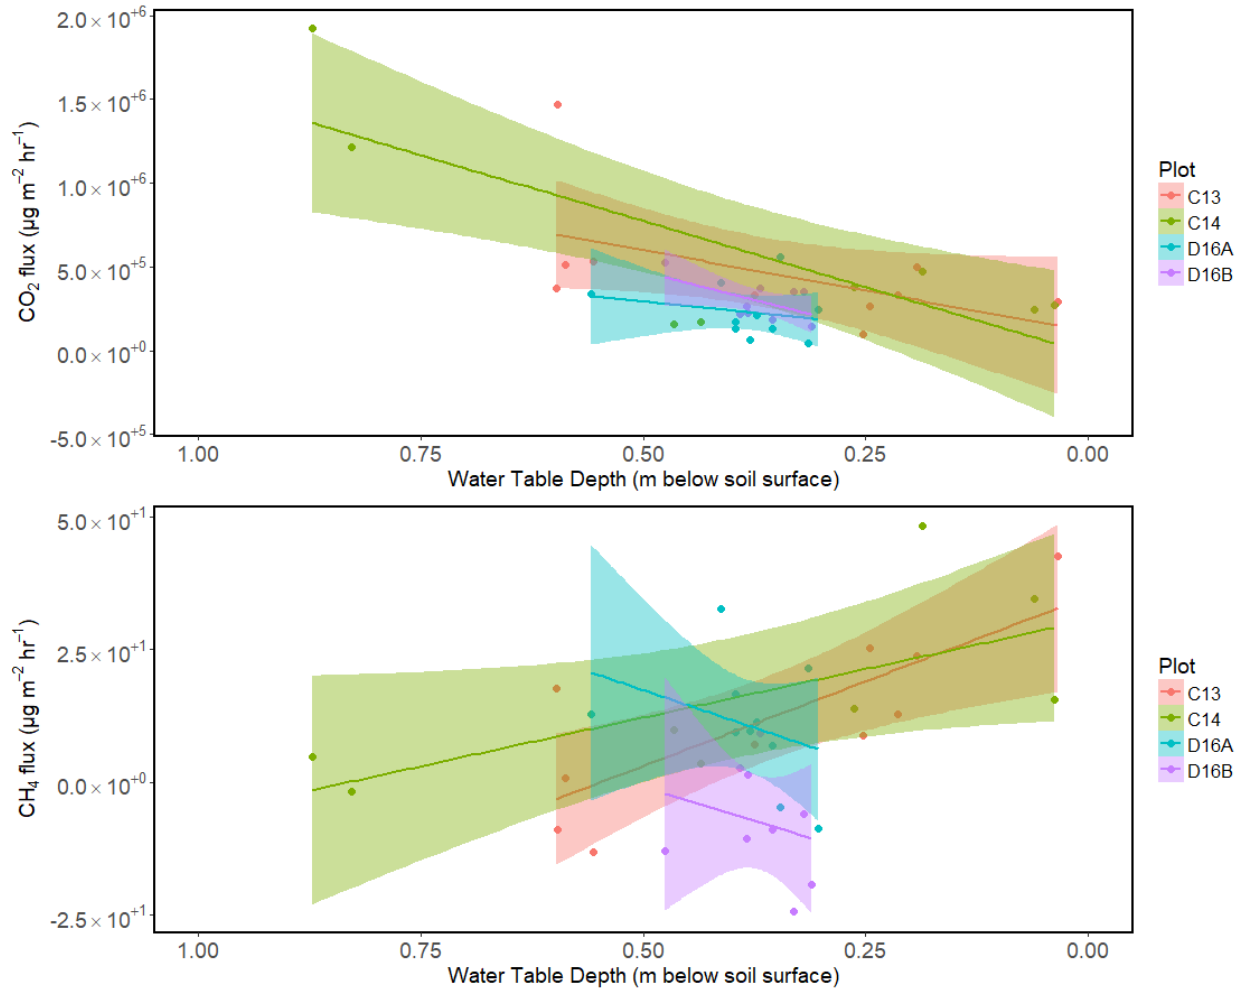 2.0 × 10⁺⁶
1.5 × 10⁺⁶
1.0 × 10⁺⁶
5.0 × 10⁺⁵
0.0 × 10⁺⁰
-5.0 × 10⁺⁵
CO₂ flux (µg m⁻² hr⁻¹)
1.00 0.75 0.50 0.25 0.00
Water Table Depth (m below soil surface)
Plot
C13
C14
D16A
D16B
5.0 × 10⁺¹
2.5 × 10⁺¹
0.0 × 10⁺⁰
-2.5 × 10⁺¹
CH₄ flux (µg m⁻² hr⁻¹)
1.00 0.75 0.50 0.25 0.00
Water Table Depth (m below soil surface)
Plot
C13
C14
D16A
D16B